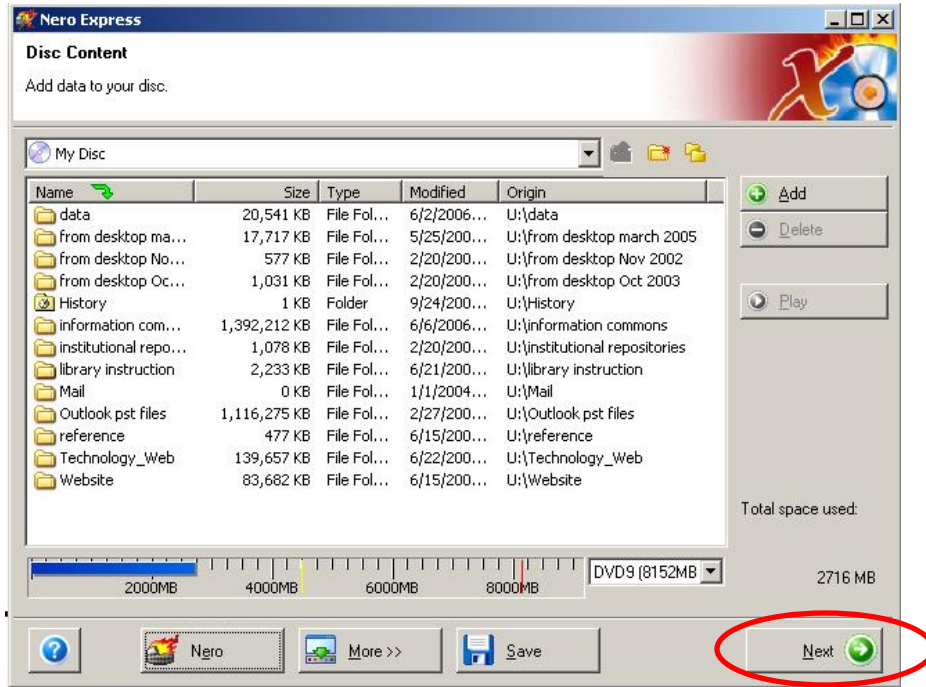 Nero Express
Disc Content
Add data to your disc.
My Disc
Name Size Type Modified Origin
data 20,541 KB File Fol... 6/2/2006... U:\data
from desktop ma... 17,717 KB File Fol... 5/25/200... U:\from desktop march 2005
from desktop No... 577 KB File Fol... 2/20/200... U:\from desktop Nov 2002
from desktop Oc... 1,031 KB File Fol... 2/20/200... U:\from desktop Oct 2003
History 1 KB Folder 9/24/200... U:\History
information com... 1,392,212 KB File Fol... 6/6/2006... U:\information commons
institutional repo... 1,078 KB File Fol... 2/20/200... U:\institutional repositories
library instruction 2,233 KB File Fol... 6/21/200... U:\library instruction
Mail 0 KB File Fol... 1/1/2004... U:\Mail
Outlook pst files 1,116,275 KB File Fol... 2/27/200... U:\Outlook pst files
reference 477 KB File Fol... 6/15/200... U:\reference
Technology_Web 139,657 KB File Fol... 6/22/200... U:\Technology_Web
Website 83,682 KB File Fol... 6/15/200... U:\Website
Add
Delete
Play
Total space used:
2716 MB
2000MB 4000MB 6000MB 8000MB
DVD9 (8152MB
Nero More >> Save Next